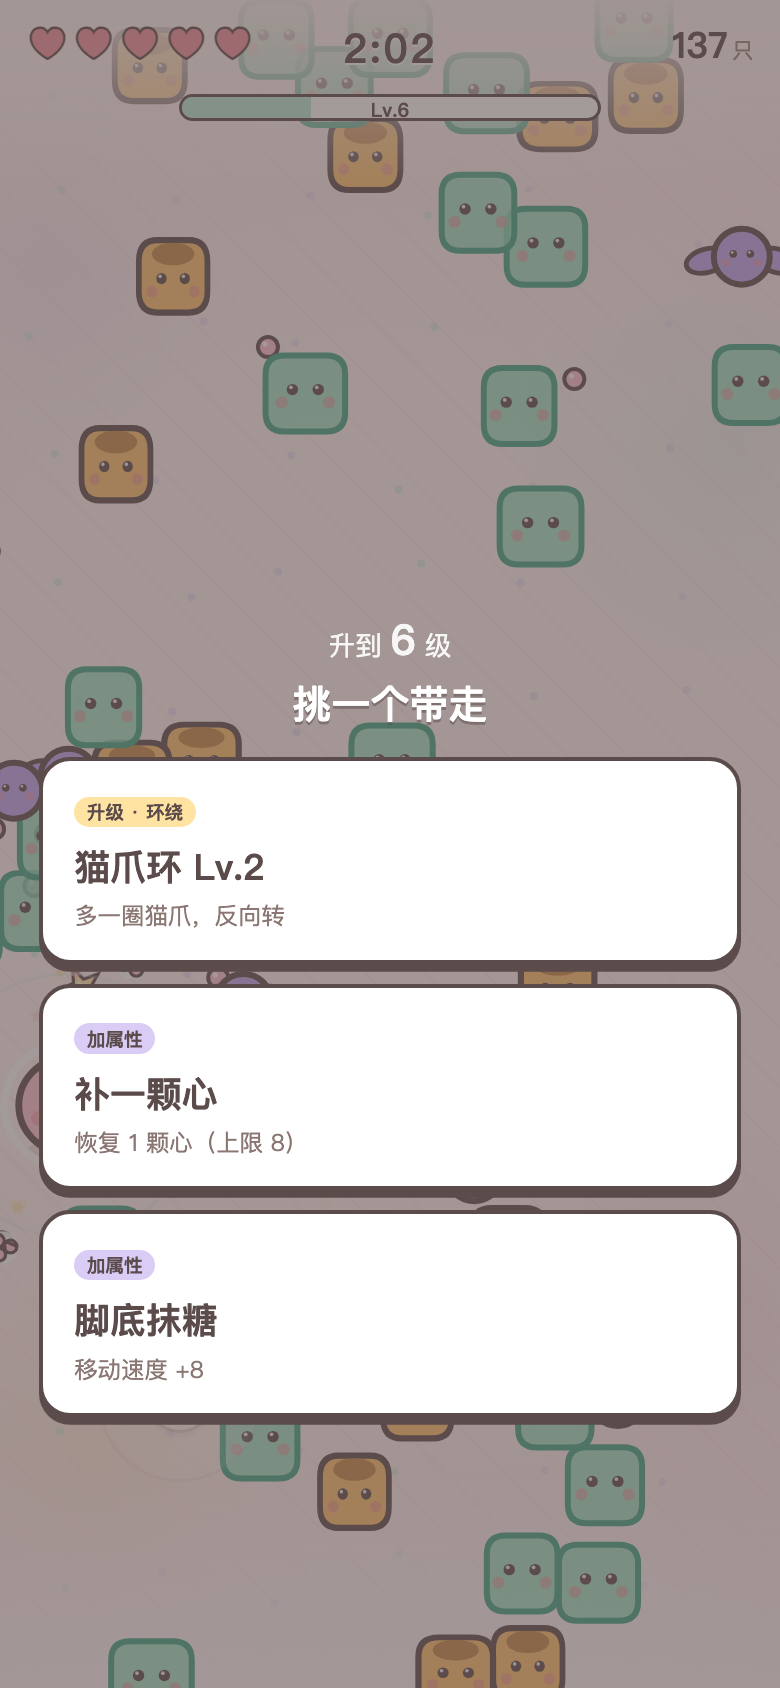 2:02
137只
Lv.6
升到 6 级
挑一个带走
升级 · 环绕
猫爪环 Lv.2
多一圈猫爪，反向转
加属性
补一颗心
恢复 1 颗心（上限 8）
加属性
脚底抹糖
移动速度 +8